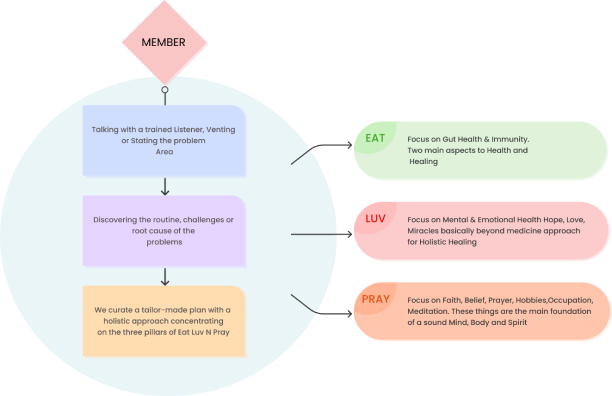 MEMBER
Talking with a trained Listener, Venting
or Stating the problem
Area
Discovering the routine, challenges or
root cause of the
problems
We curate a tailor-made plan with a
holistic approach concentrating
on the three pillars of Eat Luv N Pray
EAT
Focus on Gut Health & Immunity.
Two main aspects to Health and
Healing
LUV
Focus on Mental & Emotional Health Hope, Love,
Miracles basically beyond medicine approach
for Holistic Healing
PRAY
Focus on Faith, Belief, Prayer, Hobbies,Occupation,
Meditation. These things are the main foundation
of a sound Mind, Body and Spirit